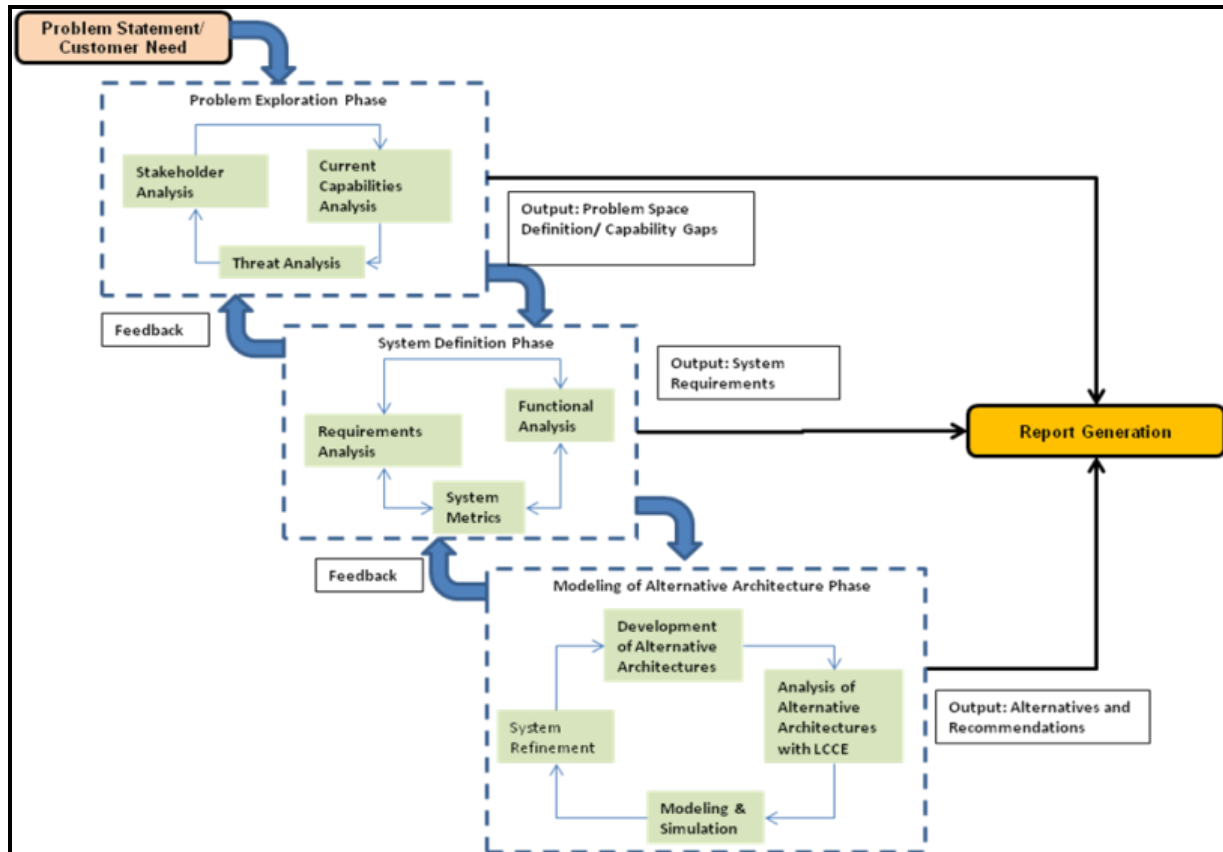 Problem Statement/
Customer Need
Problem Exploration Phase
Stakeholder
Analysis
Current
Capabilities
Analysis
Threat Analysis
Output: Problem Space
Definition/ Capability Gaps
Feedback
System Definition Phase
Requirements
Analysis
Functional
Analysis
System
Metrics
Output: System
Requirements
Report Generation
Feedback
Modeling of Alternative Architecture Phase
Development
of Alternative
Architectures
Analysis of
Alternative
Architectures
with LCCE
System
Refinement
Modeling &
Simulation
Output: Alternatives and
Recommendations